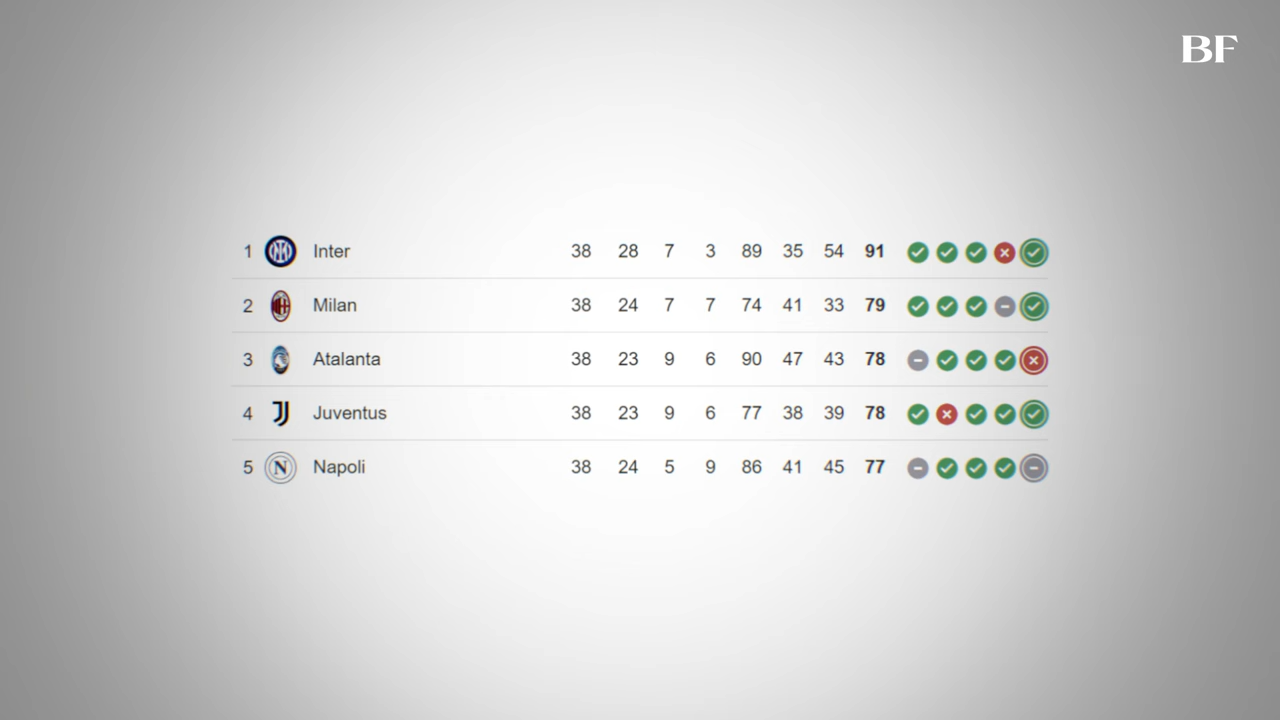 BF
1 Inter 38 28 7 3 89 35 54 91
2 Milan 38 24 7 7 74 41 33 79
3 Atalanta 38 23 9 6 90 47 43 78
4 Juventus 38 23 9 6 77 38 39 78
5 N Napoli 38 24 5 9 86 41 45 77